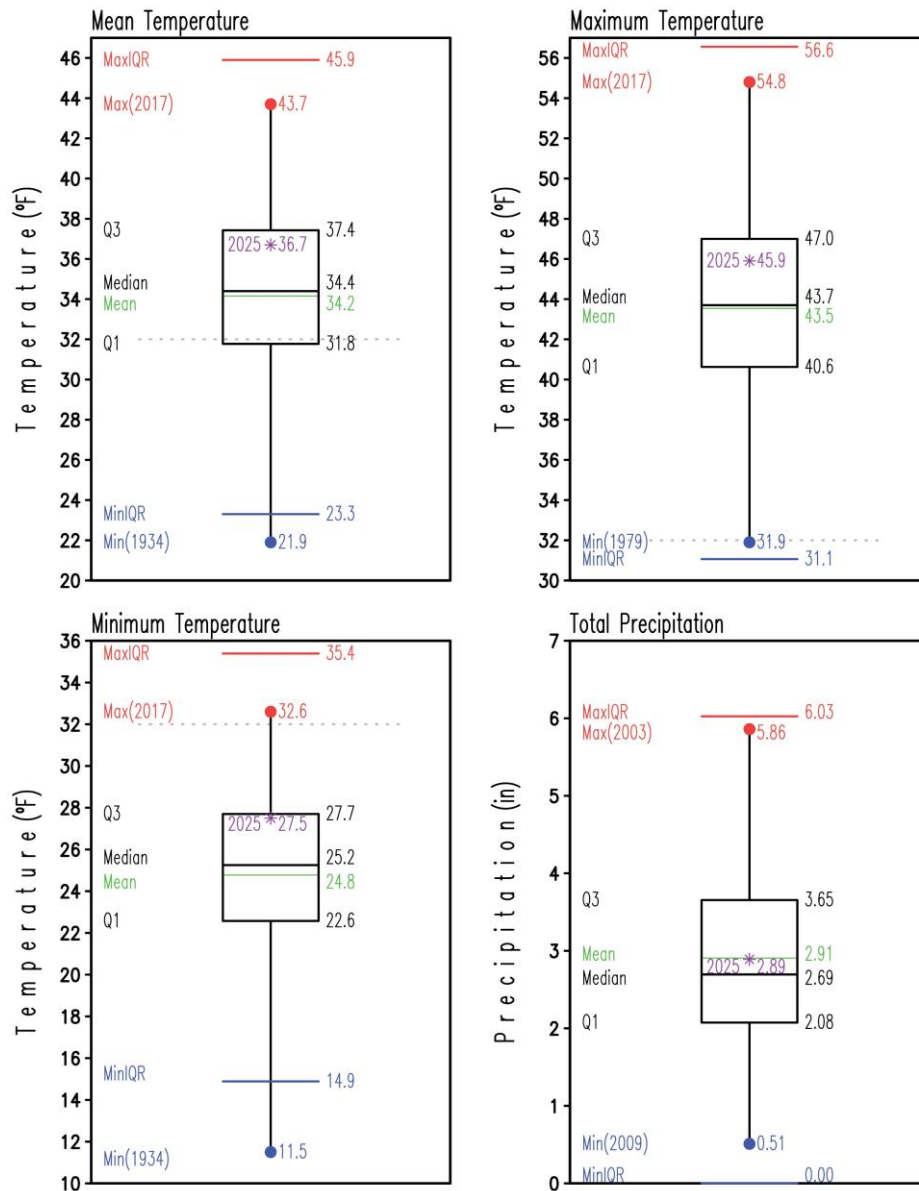 Mean Temperature
Temperature (ºF)
46
44
42
40
38
36
34
32
30
28
26
24
22
20
MaxIQR 45.9
Max(2017) 43.7
Q3 37.4
2025 * 36.7
Median 34.4
Mean 34.2
Q1 31.8
MinIQR 23.3
Min(1934) 21.9
Maximum Temperature
Temperature (ºF)
56
54
52
50
48
46
44
42
40
38
36
34
32
30
MaxIQR 56.6
Max(2017) 54.8
Q3 47.0
2025 * 45.9
Median 43.7
Mean 43.5
Q1 40.6
Min(1979) 31.9
MinIQR 31.1
Minimum Temperature
Temperature (ºF)
36
34
32
30
28
26
24
22
20
18
16
14
12
10
MaxIQR 35.4
Max(2017) 32.6
Q3 27.7
2025 * 27.5
Median 25.2
Mean 24.8
Q1 22.6
MinIQR 14.9
Min(1934) 11.5
Total Precipitation
Precipitation (in)
7
6
5
4
3
2
1
0
MaxIQR 6.03
Max(2003) 5.86
Q3 3.65
Mean 2.91
2025 * 2.89
Median 2.69
Q1 2.08
Min(2009) 0.51
MinIQR 0.00